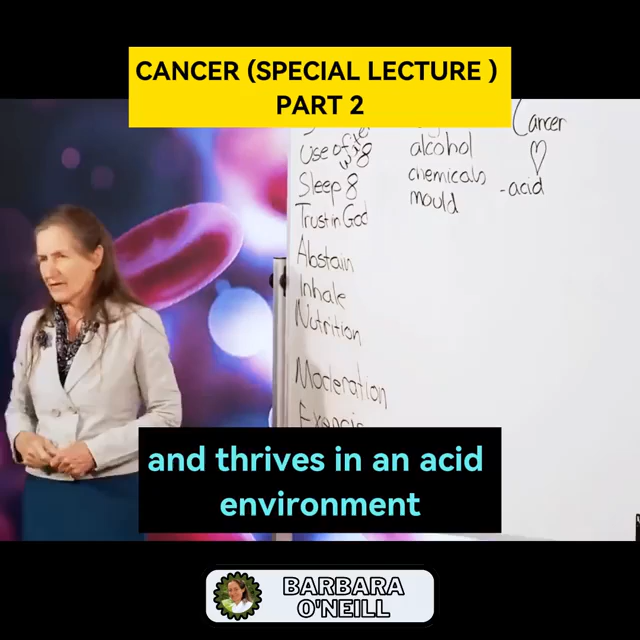 CANCER (SPECIAL LECTURE )
PART 2
Use of
Sleep 8
Trust in God
Abstain
Inhale
Nutrition
Moderation
alcohol
chemicals
mould
Cancer
♡
-acid
and thrives in an acid
environment
BARBARA
O'NEILL